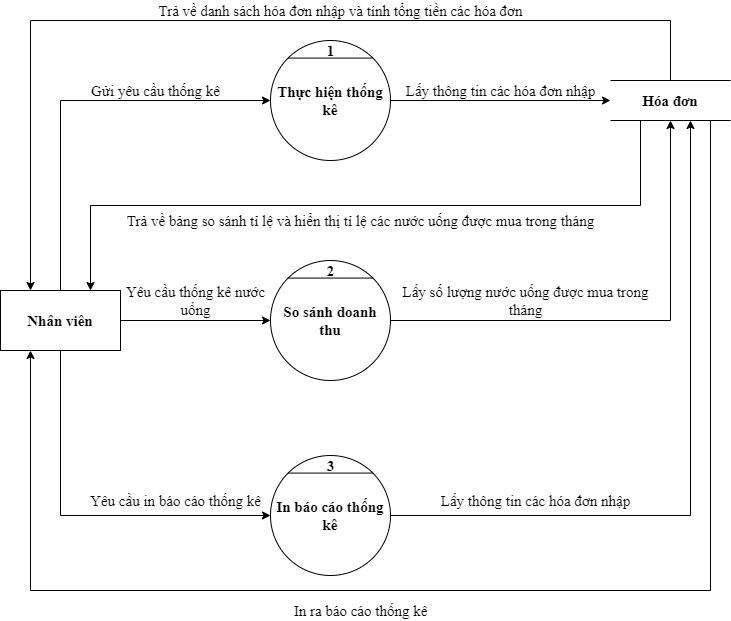 Trả về danh sách hóa đơn nhập và tính tổng tiền các hóa đơn
1
Gửi yêu cầu thống kê
Thực hiện thống
kê
Lấy thông tin các hóa đơn nhập
Hóa đơn
Trả về bảng so sánh tỉ lệ và hiển thị tỉ lệ các nước uống được mua trong tháng
2
Yêu cầu thống kê nước
uống
So sánh doanh
thu
Lấy số lượng nước uống được mua trong
tháng
Nhân viên
3
Yêu cầu in báo cáo thống kê
In báo cáo thống
kê
Lấy thông tin các hóa đơn nhập
In ra báo cáo thống kê